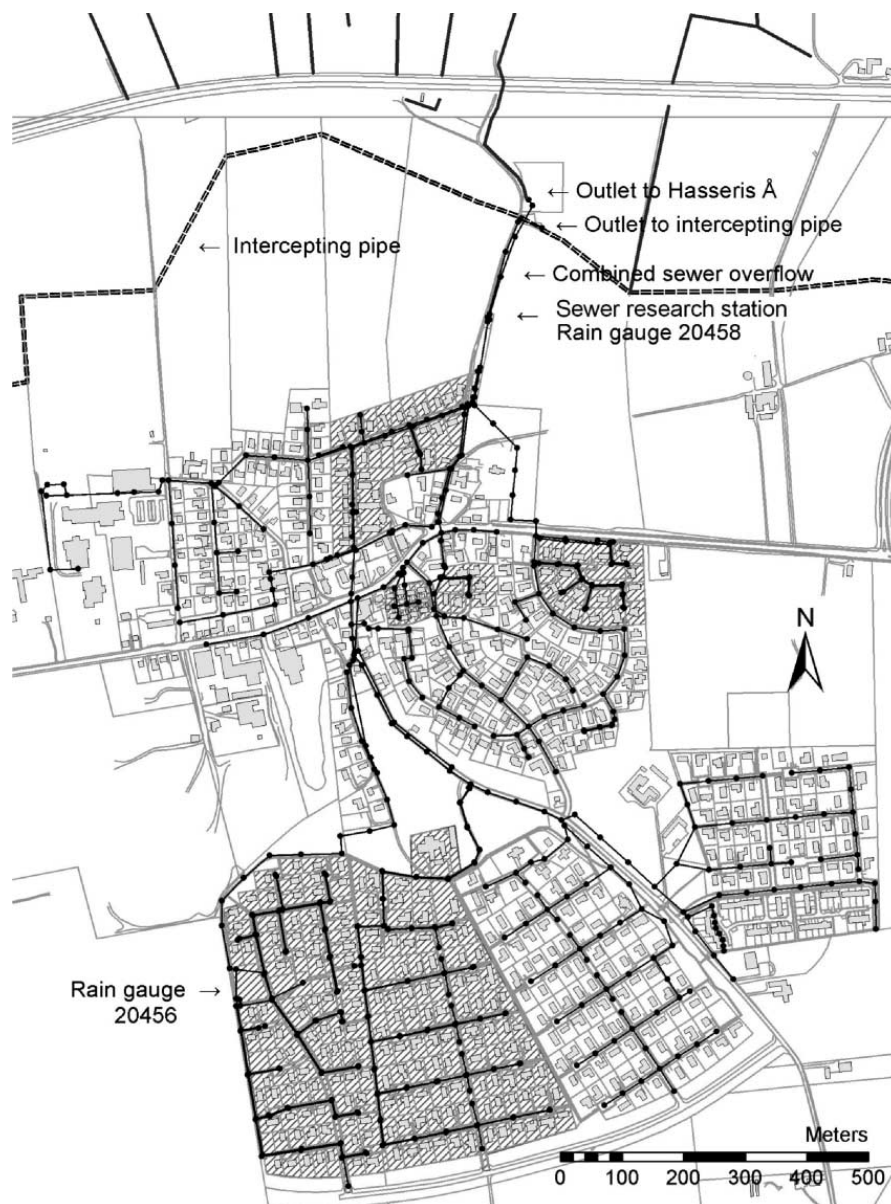 ← Outlet to Hasseris Å
← Outlet to intercepting pipe
← Intercepting pipe
← Combined sewer overflow
← Sewer research station
Rain gauge 20458
N
Rain gauge →
20456
Meters
0 100 200 300 400 500